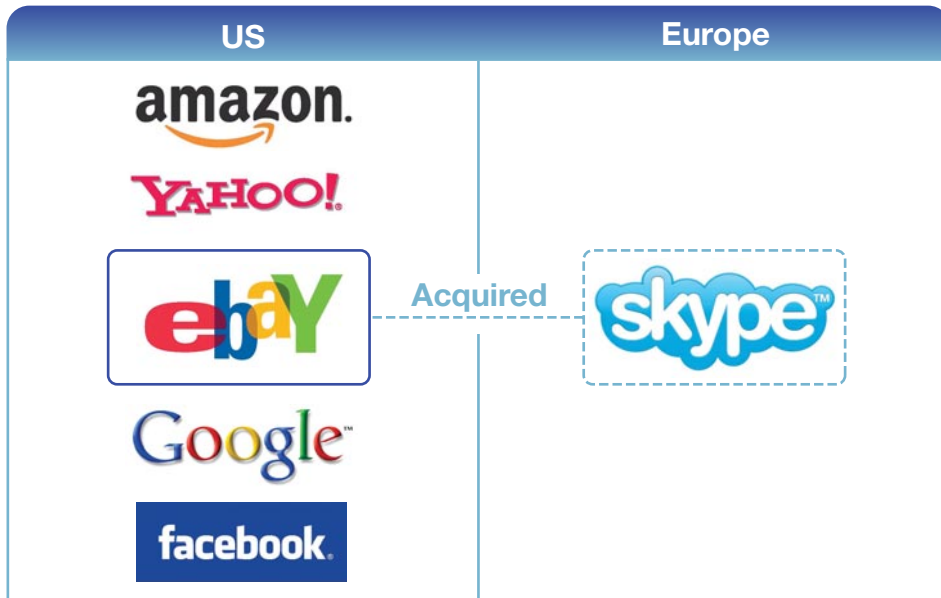 US
Europe
amazon.
YAHOO!
ebaY
Acquired
skype™
Google™
facebook.